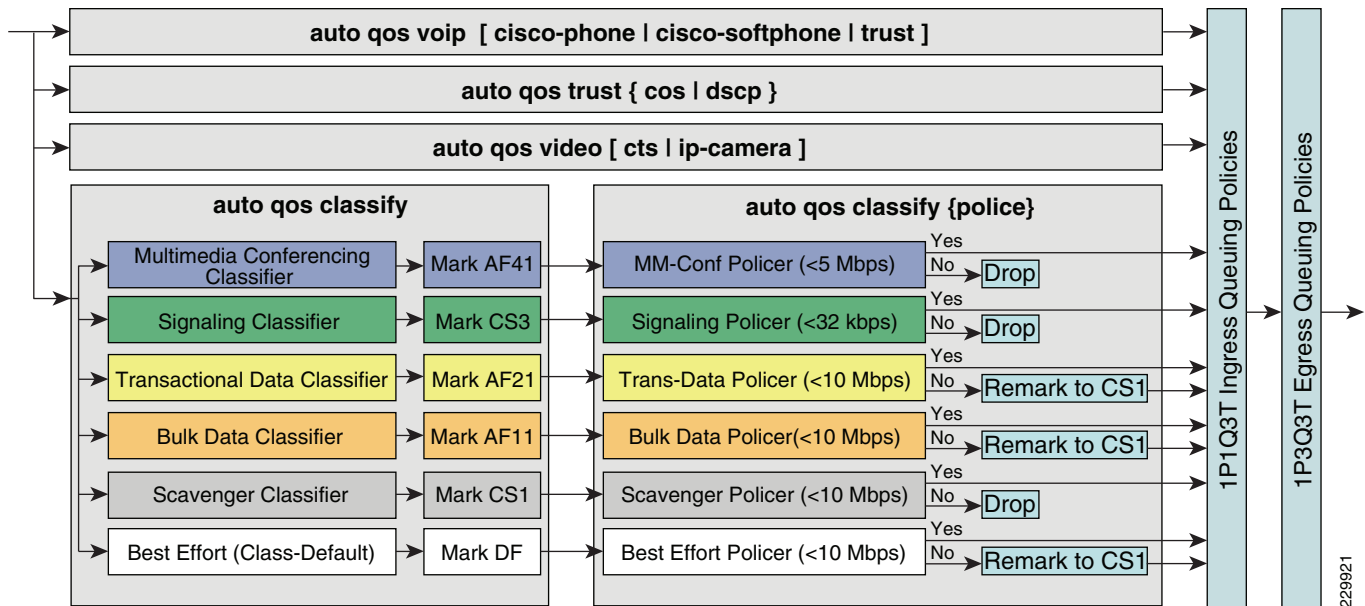 auto qos voip [ cisco-phone | cisco-softphone | trust ]
auto qos trust { cos | dscp }
auto qos video [ cts | ip-camera ]
auto qos classify
auto qos classify {police}
Multimedia Conferencing
Classifier
Mark AF41
MM-Conf Policer (<5 Mbps)
Yes
No
Drop
Signaling Classifier
Mark CS3
Signaling Policer (<32 kbps)
Yes
No
Drop
Transactional Data Classifier
Mark AF21
Trans-Data Policer (<10 Mbps)
Yes
No
Remark to CS1
Bulk Data Classifier
Mark AF11
Bulk Data Policer(<10 Mbps)
Yes
No
Remark to CS1
Scavenger Classifier
Mark CS1
Scavenger Policer (<10 Mbps)
Yes
No
Drop
Best Effort (Class-Default)
Mark DF
Best Effort Policer (<10 Mbps)
Yes
No
Remark to CS1
1P1Q3T Ingress Queuing Policies
1P3Q3T Egress Queuing Policies
229921